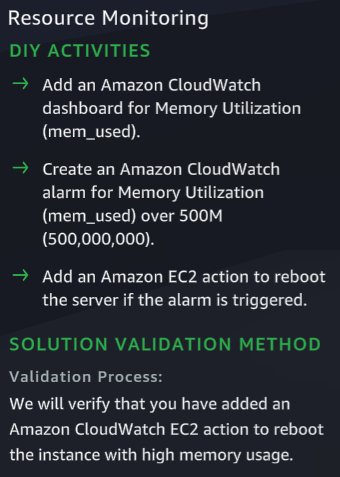 Resource Monitoring
DIY ACTIVITIES
→ Add an Amazon CloudWatch
dashboard for Memory Utilization
(mem_used).
→ Create an Amazon CloudWatch
alarm for Memory Utilization
(mem_used) over 500M
(500,000,000).
→ Add an Amazon EC2 action to reboot
the server if the alarm is triggered.
SOLUTION VALIDATION METHOD
Validation Process:
We will verify that you have added an
Amazon CloudWatch EC2 action to reboot
the instance with high memory usage.